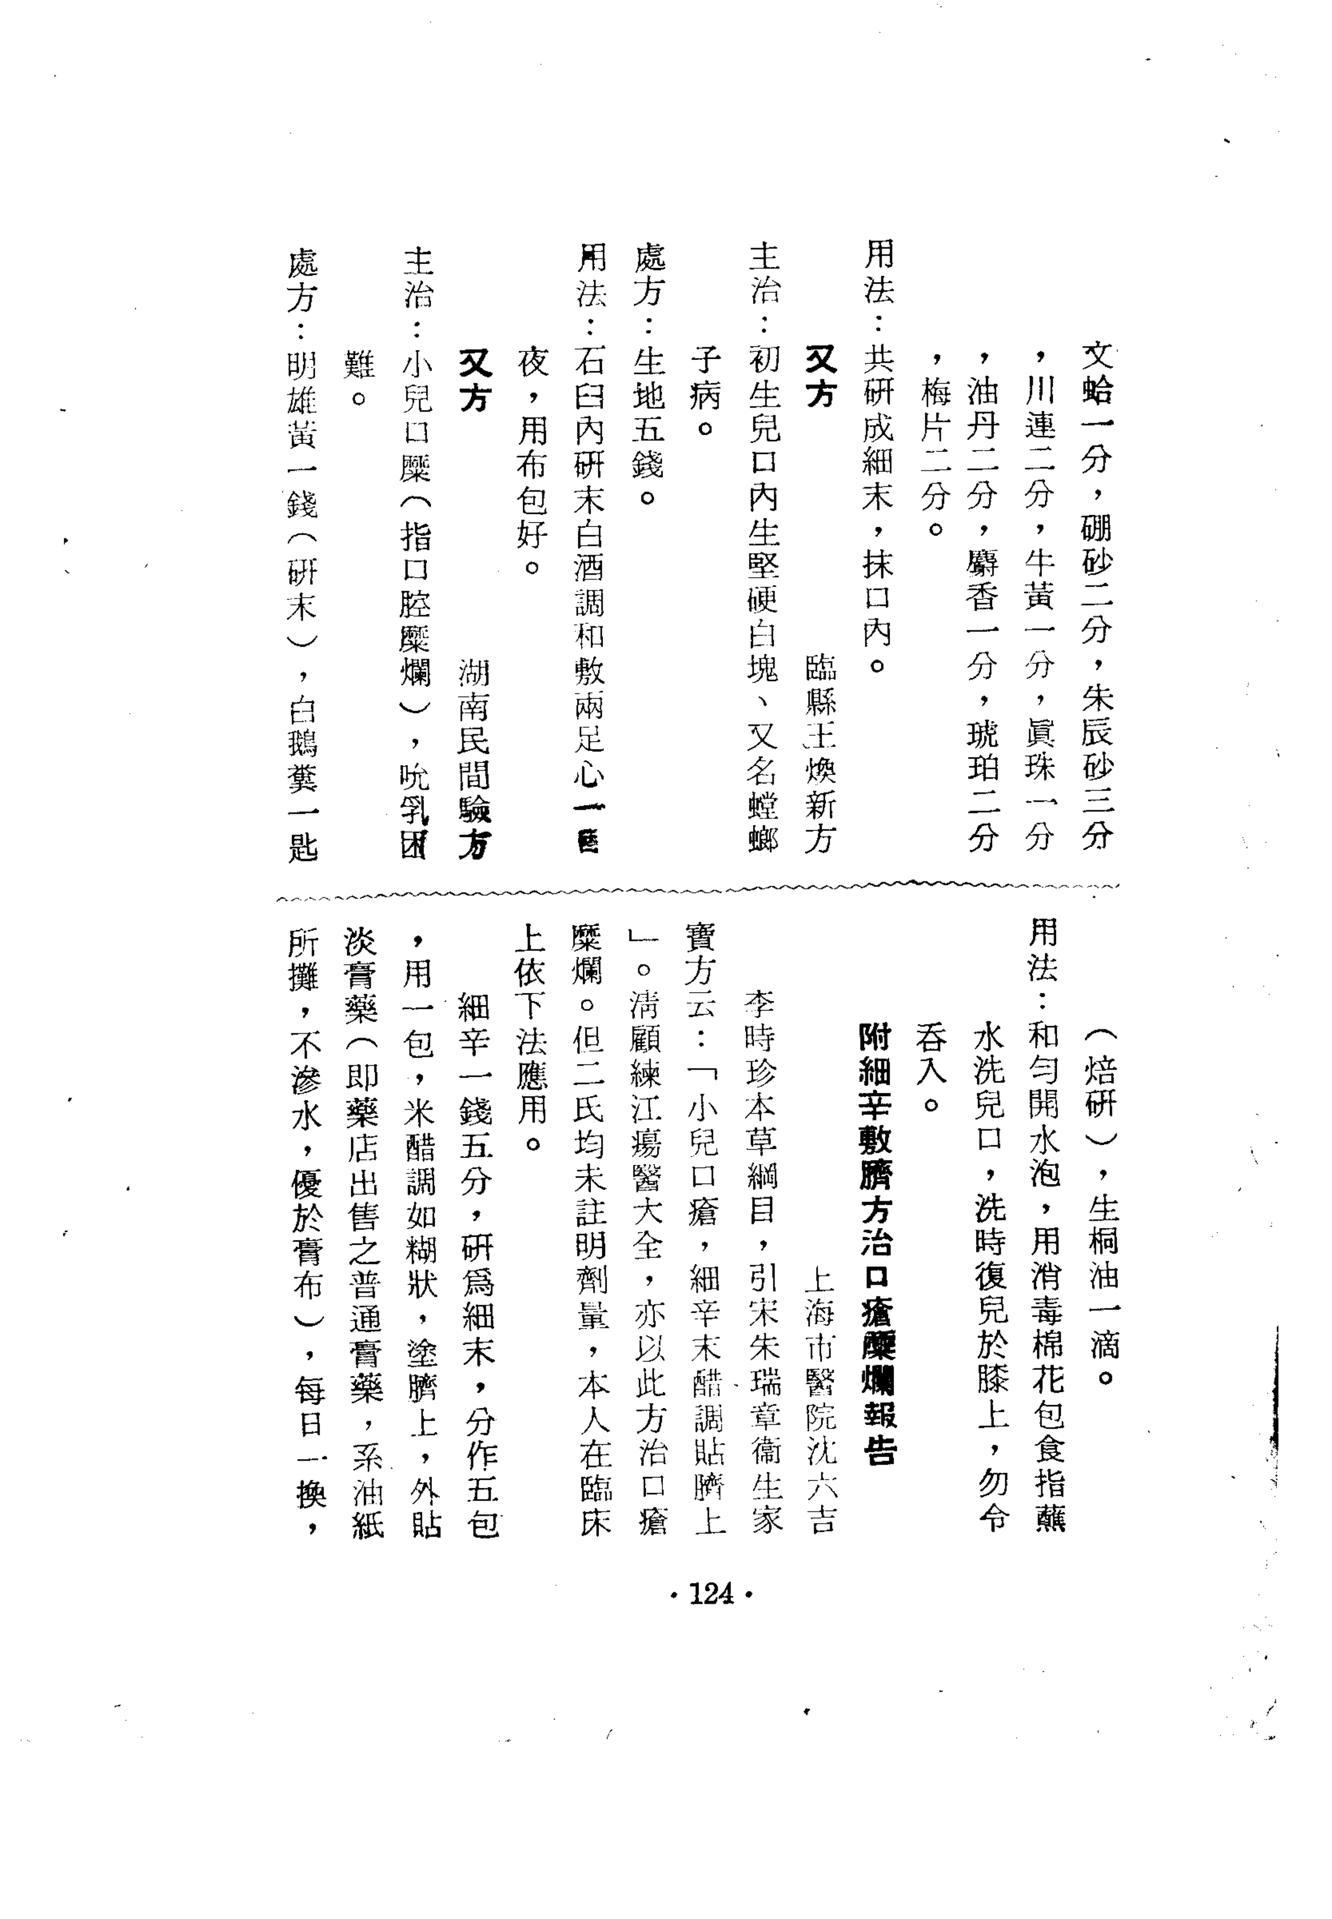 文蛤一分，硼砂二分，朱辰砂三分
，川連二分，牛黃一分，眞珠一分
，油丹二分，麝香一分，琥珀二分
，梅片二分。
用法：共研成細末，抹口內。
又方　臨縣王煥新方
主治：初生兒口內生堅硬白塊、又名螳螂
子病。
處方：生地五錢。
用法：石臼內研末白酒調和敷兩足心一
夜，用布包好。
又方　湖南民間驗方
主治：小兒口糜（指口腔糜爛），吮乳困
難。
處方：明雄黃一錢（研末），白鵝糞一匙
（焙研），生桐油一滴。
用法：和勻開水泡，用消毒棉花包食指蘸
水洗兒口，洗時復兒於膝上，勿令
吞入。
附細辛敷臍方治口瘡糜爛報告
上海市醫院沈六吉
李時珍本草綱目，引宋朱瑞章衞生家
寶方云：「小兒口瘡，細辛末醋調貼臍上
」。淸顧練江瘍醫大全，亦以此方治口瘡
糜爛。但二氏均未註明劑量，本人在臨床
上依下法應用。
細辛一錢五分，研爲細末，分作五包
，用一包，米醋調如糊狀，塗臍上，外貼
淡膏藥（即藥店出售之普通膏藥，系油紙
所攤，不滲水，優於膏布），每日一換，
·124·